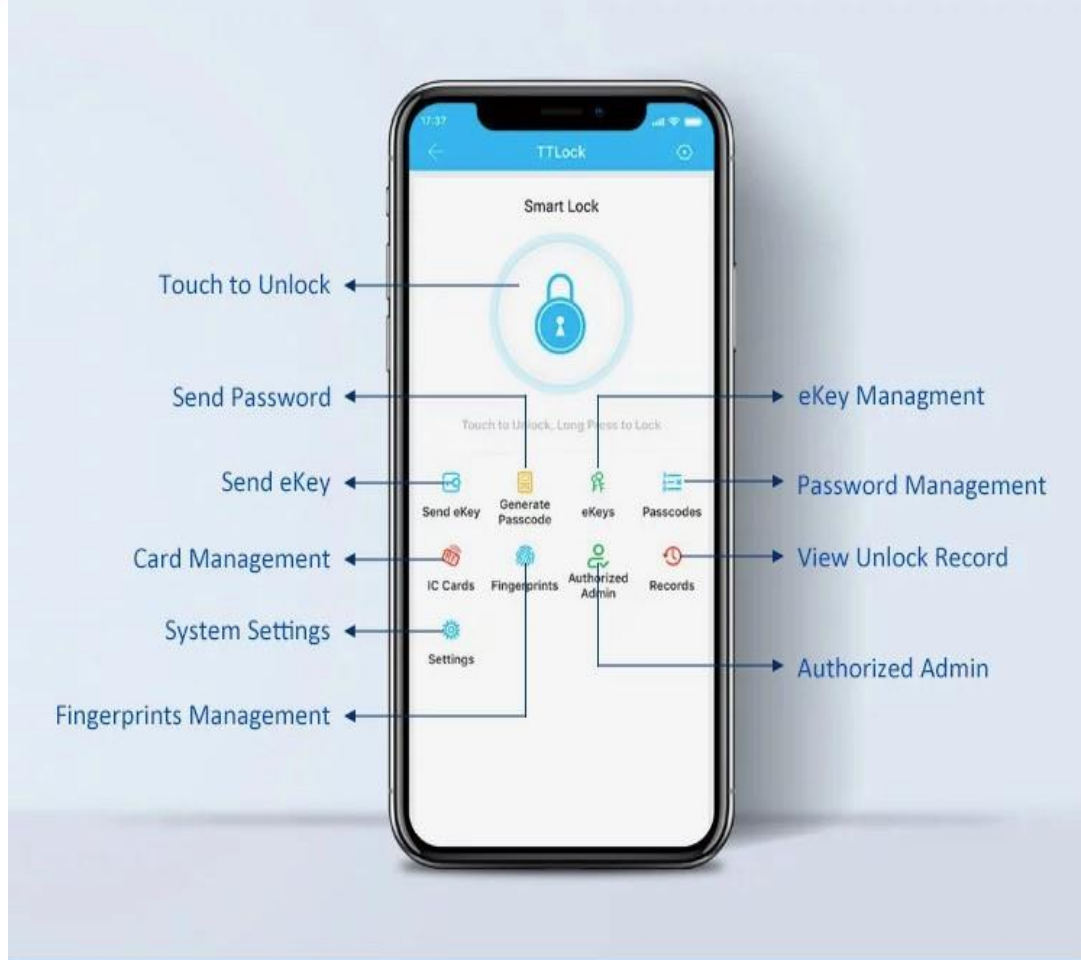 17:37
TTLock
Smart Lock
Touch to Unlock
Send Password
eKey Managment
Touch to Unlock, Long Press to Lock
Send eKey
Password Management
Send eKey
Generate
Passcode
eKeys
Passcodes
Card Management
View Unlock Record
IC Cards
Fingerprints
Authorized
Admin
Records
System Settings
Settings
Authorized Admin
Fingerprints Management